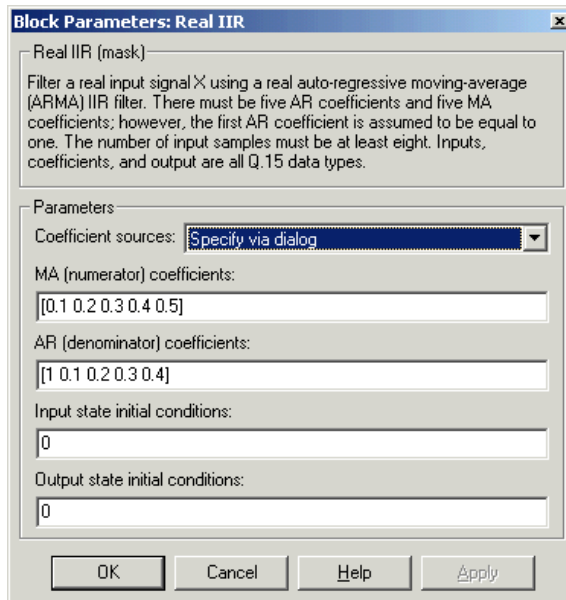 Block Parameters: Real IIR
Real IIR (mask)
Filter a real input signal X using a real auto-regressive moving-average
(ARMA) IIR filter. There must be five AR coefficients and five MA
coefficients; however, the first AR coefficient is assumed to be equal to
one. The number of input samples must be at least eight. Inputs,
coefficients, and output are all Q.15 data types.
Parameters
Coefficient sources: Specify via dialog
MA (numerator) coefficients:
[0.1 0.2 0.3 0.4 0.5]
AR (denominator) coefficients:
[1 0.1 0.2 0.3 0.4]
Input state initial conditions:
0
Output state initial conditions:
0
OK Cancel Help Apply